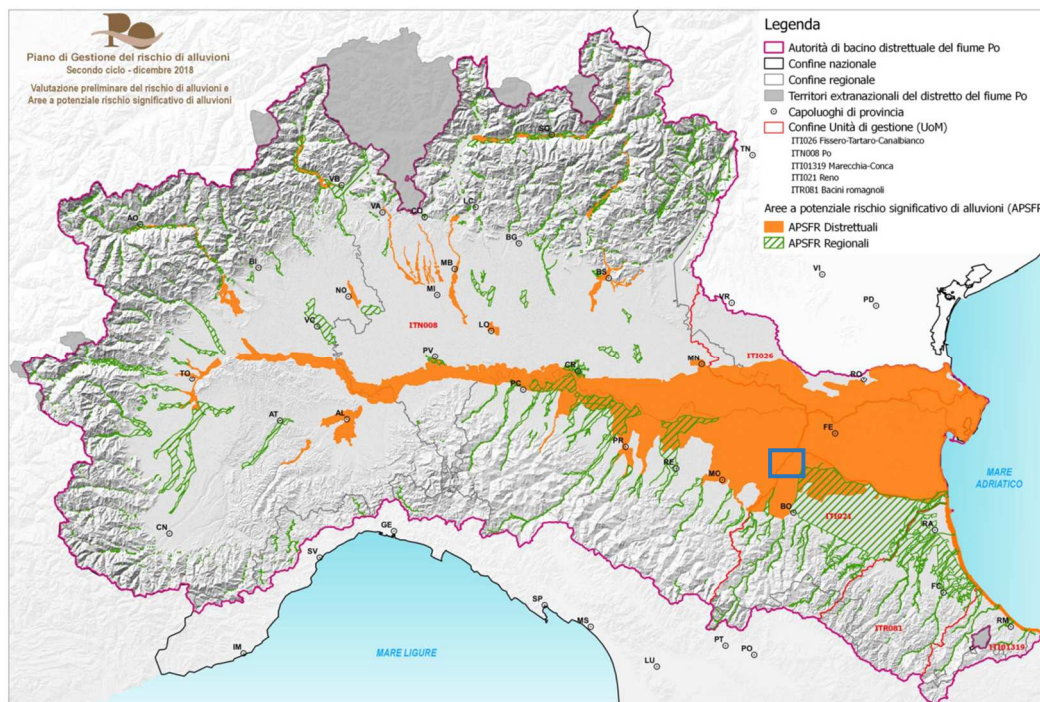 Po
Piano di Gestione del rischio di alluvioni
Secondo ciclo - dicembre 2018
Valutazione preliminare del rischio di alluvioni e
Aree a potenziale rischio significativo di alluvioni
Legenda
Autorità di bacino distrettuale del fiume Po
Confine nazionale
Confine regionale
Territori extranazionali del distretto del fiume Po
Capoluoghi di provincia
Confine Unità di gestione (UoM)
ITI026 Fissero-Tartaro-Canalbianco
ITN008 Po
ITI01319 Marecchia-Conca
ITI021 Reno
ITR081 Bacini romagnoli
Aree a potenziale rischio significativo di alluvioni (APSFR
APSFR Distrettuali
APSFR Regionali
SO
TN
VB
VA
CO
LC
AO
BG
BI
MB
BS
VI
NO
MI
VR
PD
VC
ITN008
LO
PV
MN
ITI026
TO
CR
RO
PC
AT
AL
FE
PR
RE
MO
MARE
ADRIATICO
BO
ITI021
CN
GE
RA
SV
FC
SP
MS
ITR081
RM
IM
MARE LIGURE
PT
PO
ITI01319
LU